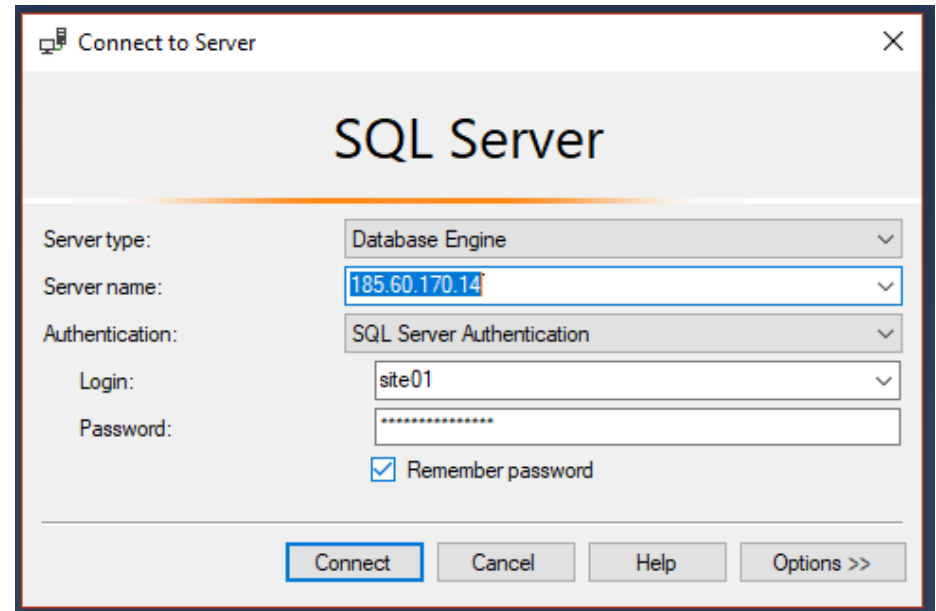 Connect to Server
SQL Server
Server type: Database Engine
Server name: 185.60.170.14
Authentication: SQL Server Authentication
Login: site01
Password: ***************
Remember password
Connect Cancel Help Options >>